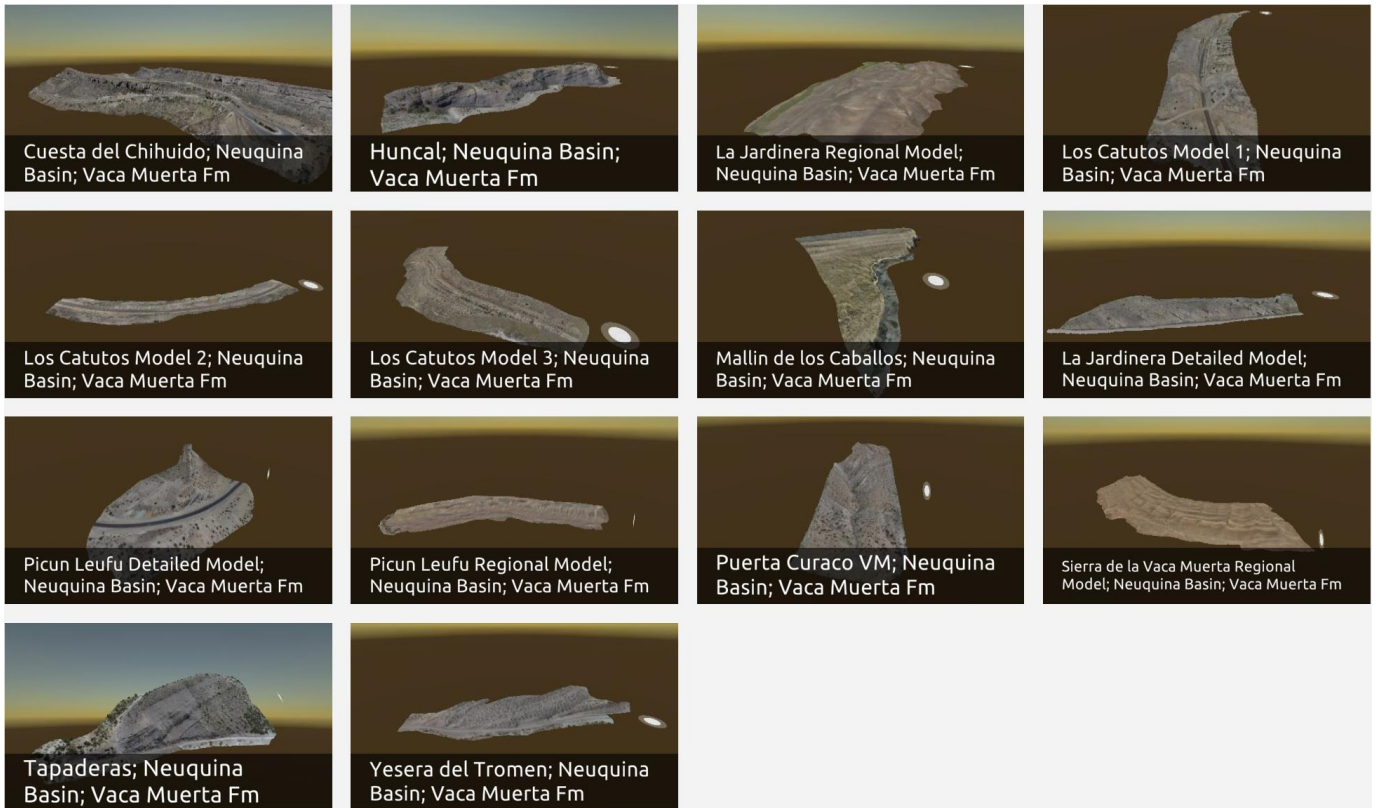 Cuesta del Chihuido; Neuquina
Basin; Vaca Muerta Fm
Huncal; Neuquina Basin;
Vaca Muerta Fm
La Jardinera Regional Model;
Neuquina Basin; Vaca Muerta Fm
Los Catutos Model 1; Neuquina
Basin; Vaca Muerta Fm
Los Catutos Model 2; Neuquina
Basin; Vaca Muerta Fm
Los Catutos Model 3; Neuquina
Basin; Vaca Muerta Fm
Mallin de los Caballos; Neuquina
Basin; Vaca Muerta Fm
La Jardinera Detailed Model;
Neuquina Basin; Vaca Muerta Fm
Picun Leufu Detailed Model;
Neuquina Basin; Vaca Muerta Fm
Picun Leufu Regional Model;
Neuquina Basin; Vaca Muerta Fm
Puerta Curaco VM; Neuquina
Basin; Vaca Muerta Fm
Sierra de la Vaca Muerta Regional
Model; Neuquina Basin; Vaca Muerta Fm
Tapaderas; Neuquina
Basin; Vaca Muerta Fm
Yesera del Tromen; Neuquina
Basin; Vaca Muerta Fm